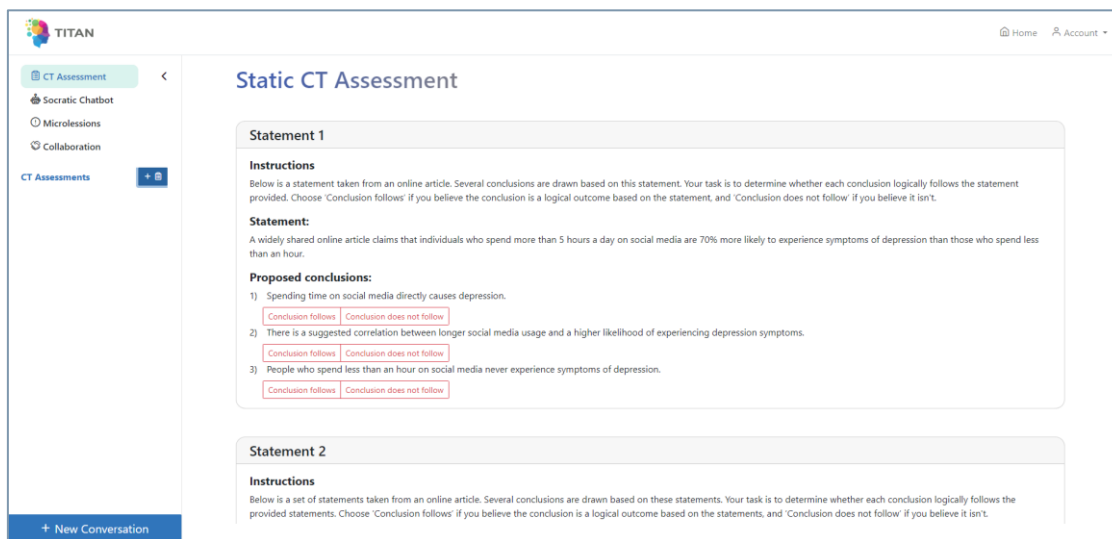 TITAN
Home Account
CT Assessment
Socratic Chatbot
Microlessions
Collaboration
CT Assessments
+
+ New Conversation
Static CT Assessment
Statement 1
Instructions
Below is a statement taken from an online article. Several conclusions are drawn based on this statement. Your task is to determine whether each conclusion logically follows the statement
provided. Choose 'Conclusion follows' if you believe the conclusion is a logical outcome based on the statement, and 'Conclusion does not follow' if you believe it isn't.
Statement:
A widely shared online article claims that individuals who spend more than 5 hours a day on social media are 70% more likely to experience symptoms of depression than those who spend less
than an hour.
Proposed conclusions:
1) Spending time on social media directly causes depression.
Conclusion follows Conclusion does not follow
2) There is a suggested correlation between longer social media usage and a higher likelihood of experiencing depression symptoms.
Conclusion follows Conclusion does not follow
3) People who spend less than an hour on social media never experience symptoms of depression.
Conclusion follows Conclusion does not follow
Statement 2
Instructions
Below is a set of statements taken from an online article. Several conclusions are drawn based on these statements. Your task is to determine whether each conclusion logically follows the
provided statements. Choose 'Conclusion follows' if you believe the conclusion is a logical outcome based on the statements, and 'Conclusion does not follow' if you believe it isn't.